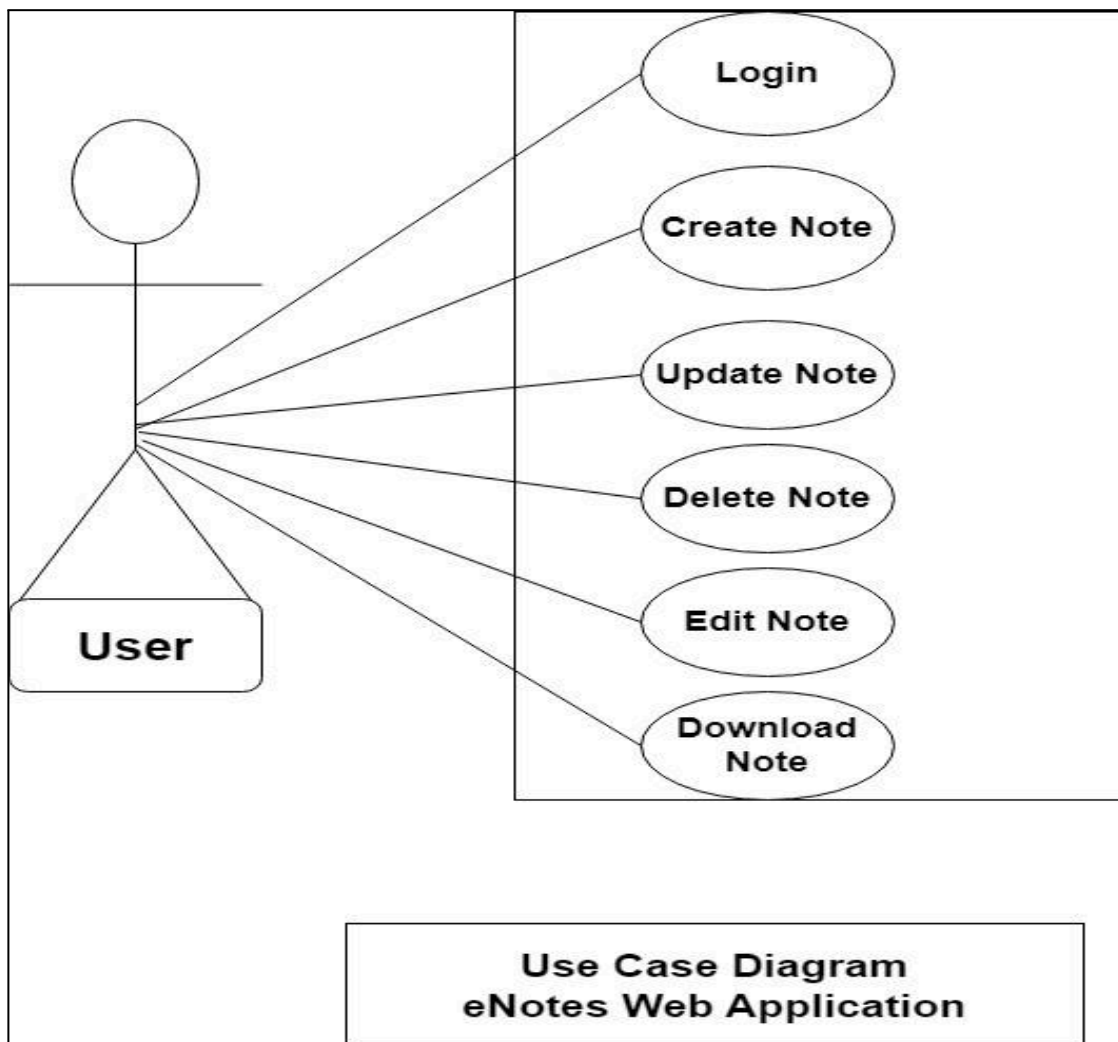 Login
Create Note
Update Note
Delete Note
Edit Note
Download
Note
User
Use Case Diagram
eNotes Web Application